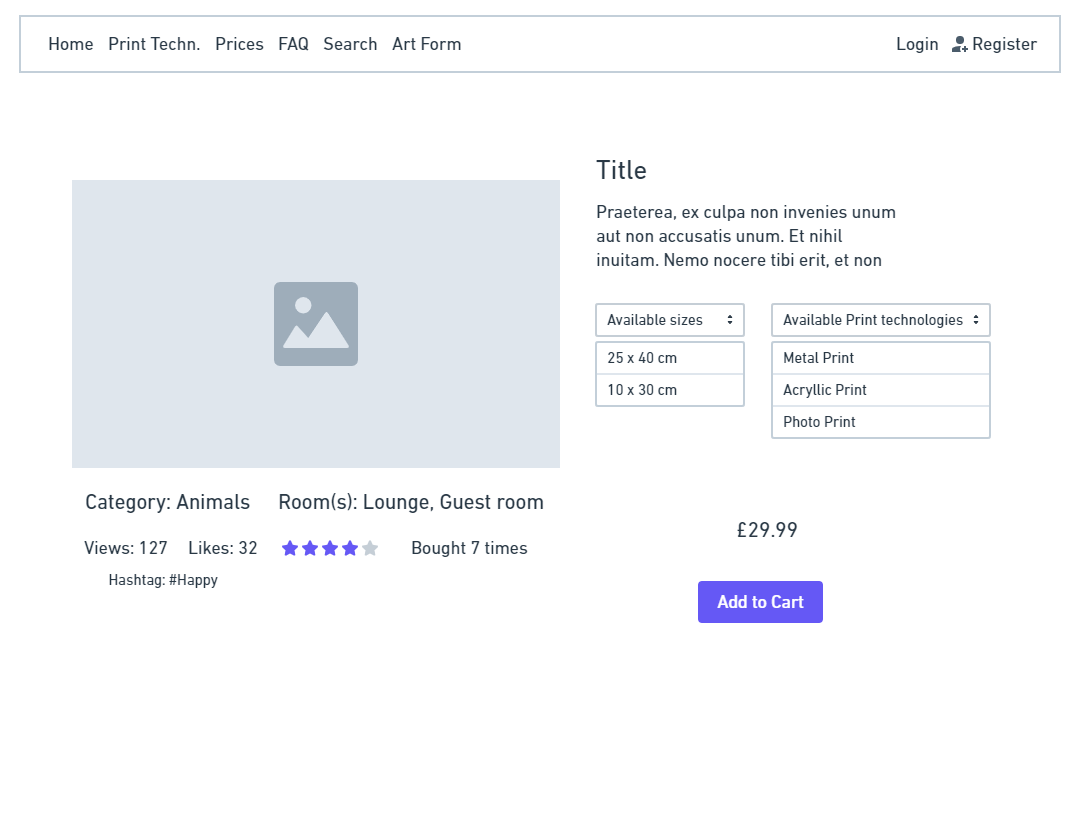 Home Print Techn. Prices FAQ Search Art Form Login Register
Title
Praeterea, ex culpa non invenies unum
aut non accusatis unum. Et nihil
inuitam. Nemo nocere tibi erit, et non
Available sizes
25 x 40 cm
10 x 30 cm
Available Print technologies
Metal Print
Acryllic Print
Photo Print
Category: Animals Room(s): Lounge, Guest room
Views: 127 Likes: 32 Bought 7 times
Hashtag: #Happy
£29.99
Add to Cart